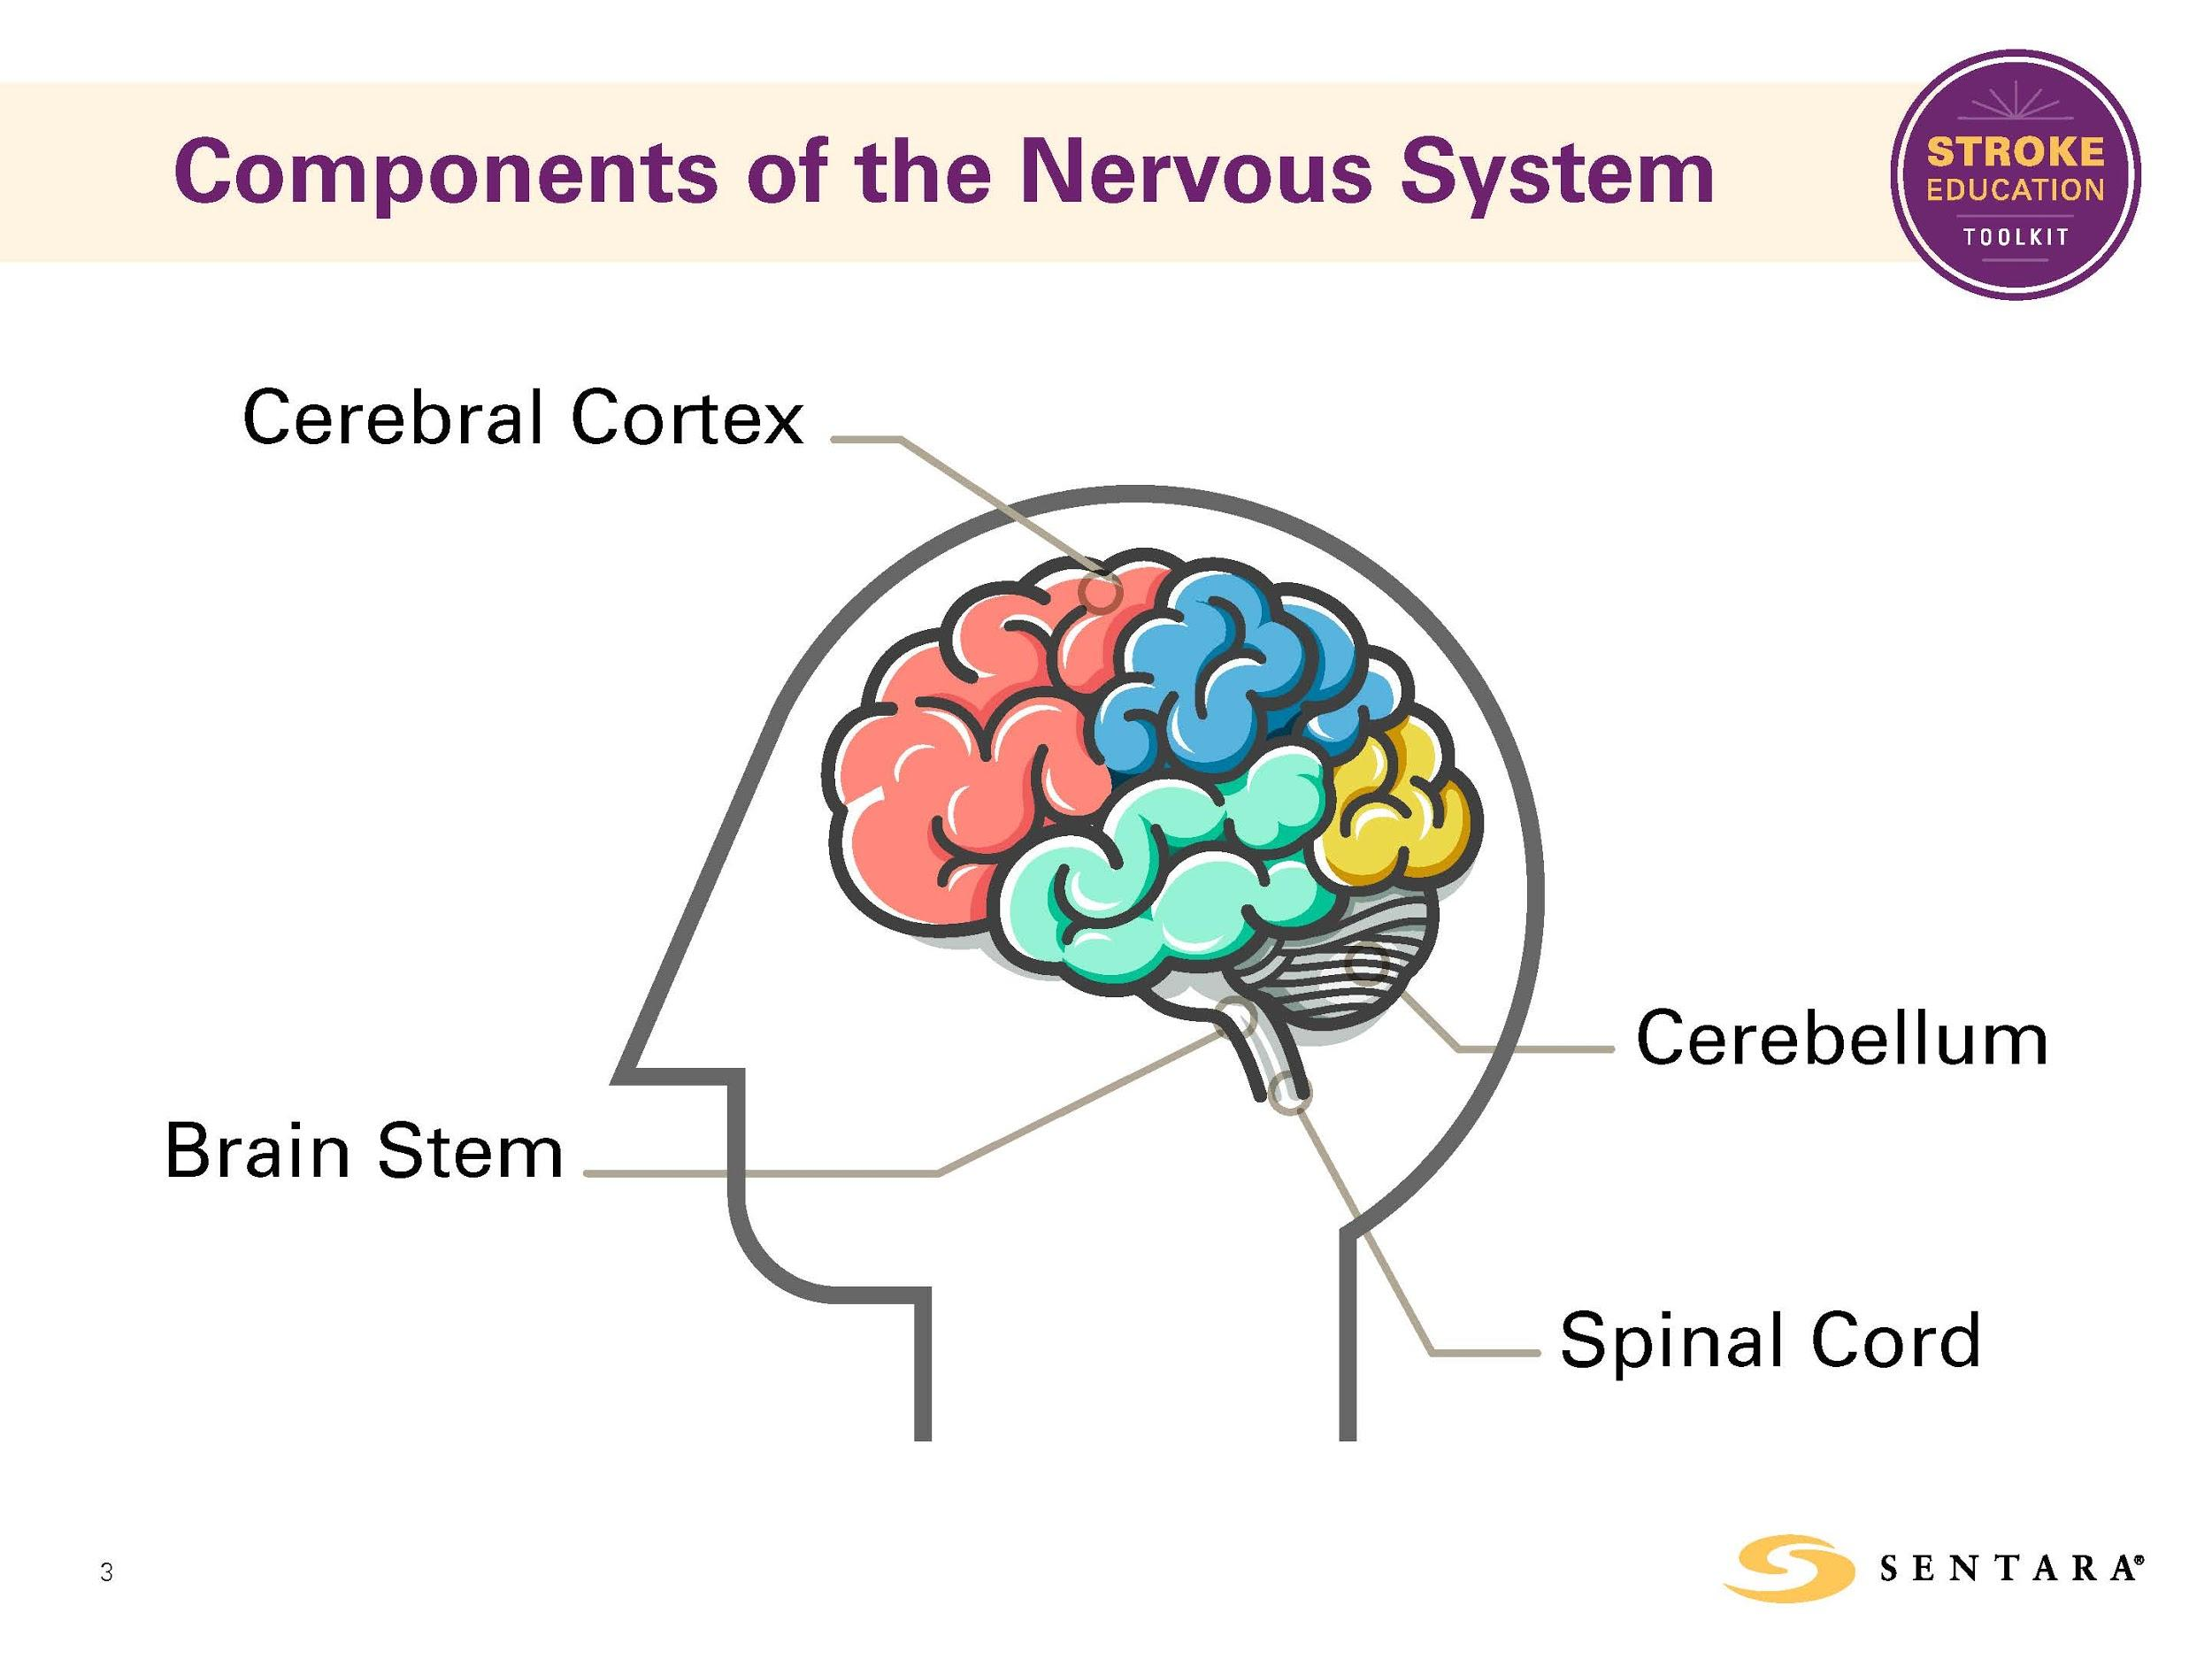 Components of the Nervous System
STROKE
EDUCATION
TOOLKIT
Cerebral Cortex
Cerebellum
Brain Stem
Spinal Cord
3
SENTARA®